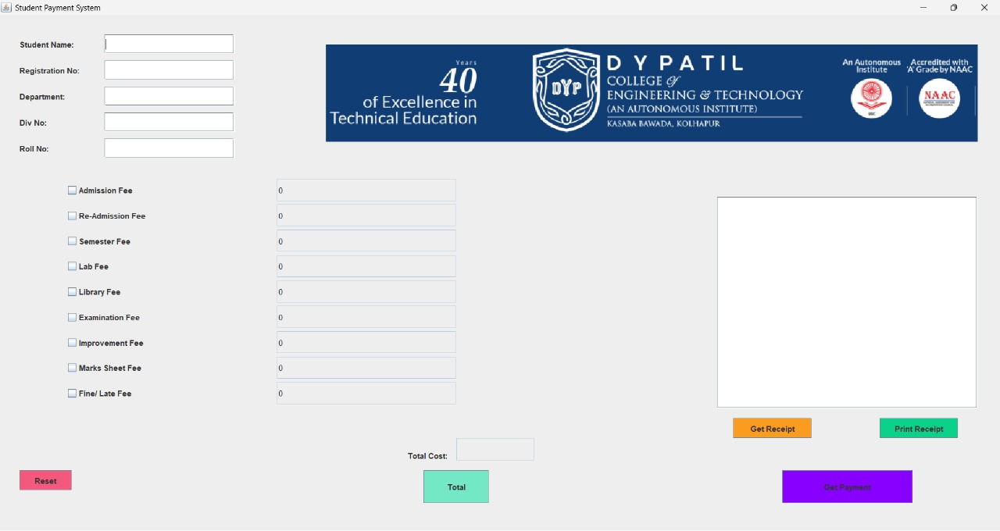 Student Payment System
Student Name:
Registration No:
Department:
Div No:
Roll No:
Years
40
of Excellence in
Technical Education
DYP
D Y PATIL
COLLEGE Of
ENGINEERING & TECHNOLOGY
(AN AUTONOMOUS INSTITUTE)
KASABA BAWADA, KOLHAPUR
An Autonomous
Institute
UGC
Accredited with
'A' Grade by NAAC
NAAC
Admission Fee 0
Re-Admission Fee 0
Semester Fee 0
Lab Fee 0
Library Fee 0
Examination Fee 0
Improvement Fee 0
Marks Sheet Fee 0
Fine/ Late Fee 0
Get Receipt
Print Receipt
Total Cost:
Reset
Total
Get Payment